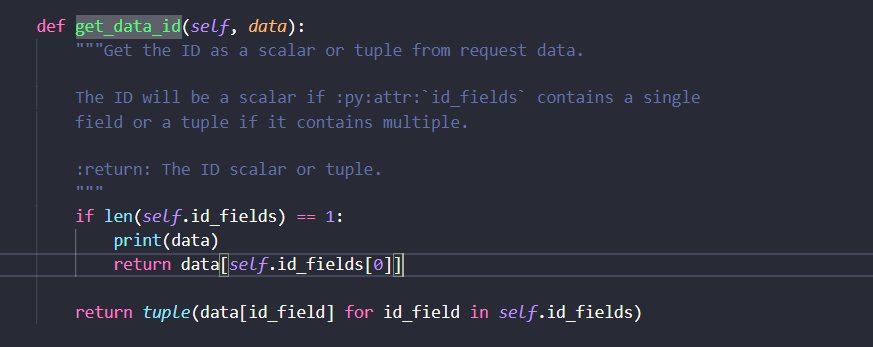 def get_data_id(self, data):
"""Get the ID as a scalar or tuple from request data.
The ID will be a scalar if :py:attr:`id_fields` contains a single
field or a tuple if it contains multiple.
:return: The ID scalar or tuple.
"""
if len(self.id_fields) == 1:
print(data)
return data[self.id_fields[0]]
return tuple(data[id_field] for id_field in self.id_fields)